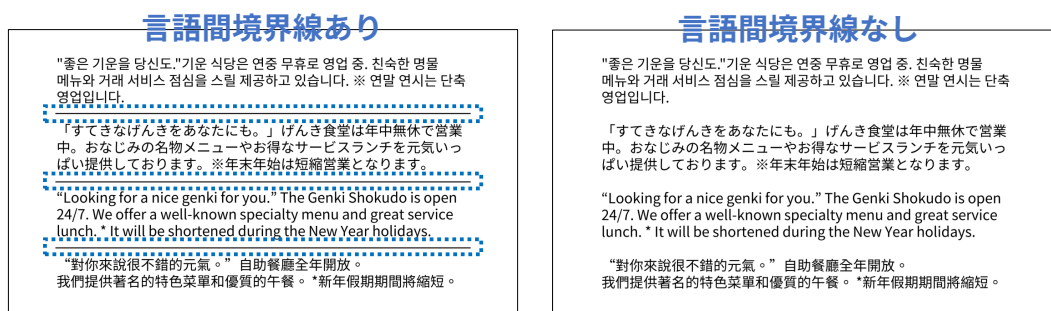 言語間境界線あり
"좋은 기운을 당신도."기운 식당은 연중 무휴로 영업 중. 친숙한 명물
메뉴와 거래 서비스 점심을 스릴 제공하고 있습니다. ※ 연말 연시는 단축
영업입니다.
「すてきなげんきをあなたにも。」げんき食堂は年中無休で営業
中。おなじみの名物メニューやお得なサービスランチを元気いっ
ぱい提供しております。※年末年始は短縮営業となります。
“Looking for a nice genki for you.” The Genki Shokudo is open
24/7. We offer a well-known specialty menu and great service
lunch. * It will be shortened during the New Year holidays.
“對你來說很不錯的元氣。”自助餐廳全年開放。
我們提供著名的特色菜單和優質的午餐。 *新年假期期間將縮短。
言語間境界線なし
"좋은 기운을 당신도."기운 식당은 연중 무휴로 영업 중. 친숙한 명물
메뉴와 거래 서비스 점심을 스릴 제공하고 있습니다. ※ 연말 연시는 단축
영업입니다.
「すてきなげんきをあなたにも。」げんき食堂は年中無休で営業
中。おなじみの名物メニューやお得なサービスランチを元気いっ
ぱい提供しております。※年末年始は短縮営業となります。
“Looking for a nice genki for you.” The Genki Shokudo is open
24/7. We offer a well-known specialty menu and great service
lunch. * It will be shortened during the New Year holidays.
“對你來說很不錯的元氣。”自助餐廳全年開放。
我們提供著名的特色菜單和優質的午餐。 *新年假期期間將縮短。